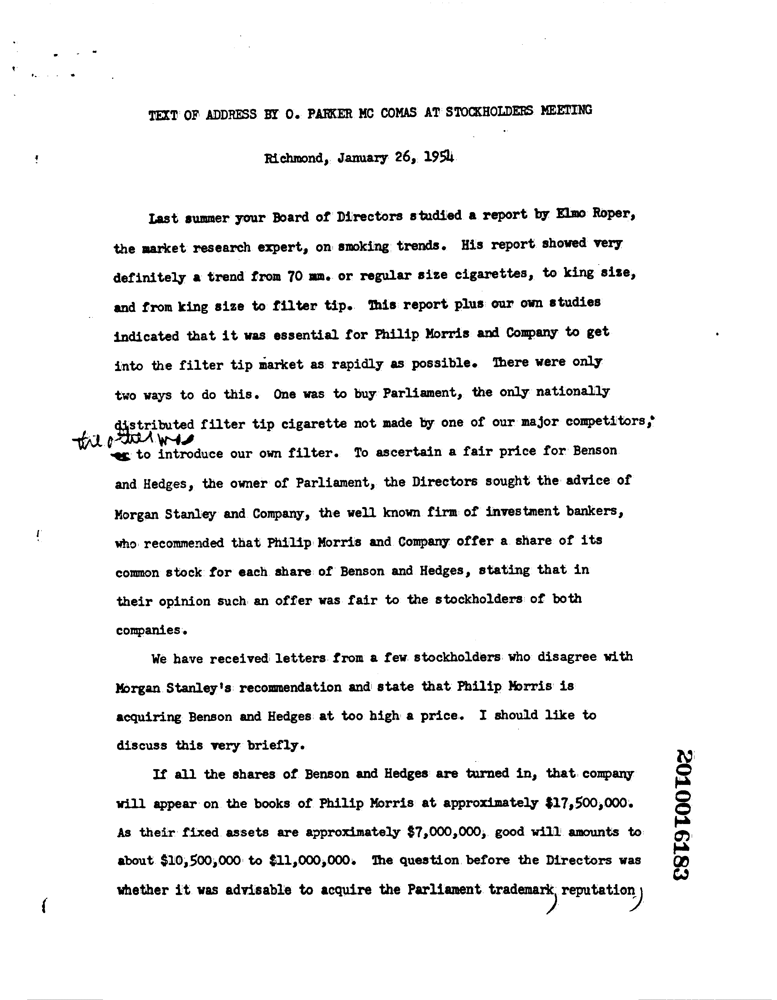 TEXT OF ADDRESS BY O. PARKER MC COMAS AT STOCKHOLDERS MEETING
Richmond, January 26, 1954
Last summer your Board of Directors studied a report by Elmo Roper,
the market research expert, on smoking trends. His report showed very
definitely a trend from 70 mm. or regular size cigarettes, to king size,
and from king size to filter tip. This report plus our own studies
indicated that it was essential for Philip Morris and Company to get
into the filter tip market as rapidly as possible. There were only
two ways to do this. One was to buy Parliament, the only nationally
distributed filter tip cigarette not made by one of our major competitors,
the other was
to introduce our own filter. To ascertain a fair price for Benson
and Hedges, the owner of Parliament, the Directors sought the advice of
Morgan Stanley and Company, the well known firm of investment bankers,
who recommended that Philip Morris and Company offer a share of its
common stock for each share of Benson and Hedges, stating that in
their opinion such an offer was fair to the stockholders of both
companies.
We have received letters from a few stockholders who disagree with
Morgan Stanley's recommendation and state that Philip Morris is
acquiring Benson and Hedges at too high a price. I should like to
discuss this very briefly.
If all the shares of Benson and Hedges are turned in, that company
will appear on the books of Philip Morris at approximately $17,500,000.
As their fixed assets are approximately $7,000,000, good will amounts to
about $10,500,000 to $11,000,000. The question before the Directors was
whether it was advisable to acquire the Parliament trademark, reputation,
2010016183